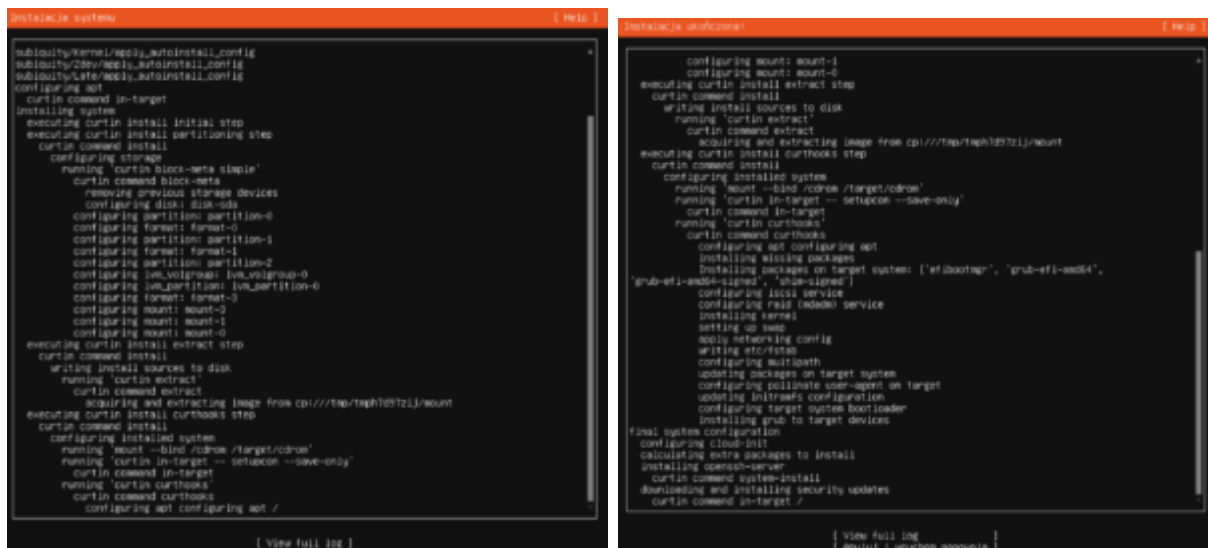 Instalacja systemu [ Help ]
subiquity/Kernel/apply_autoinstall_config
subiquity/Zdev/apply_autoinstall_config
subiquity/Late/apply_autoinstall_config
configuring apt
curtin command in-target
installing system
executing curtin install initial step
executing curtin install partitioning step
curtin command install
configuring storage
running 'curtin block-meta simple'
curtin command block-meta
removing previous storage devices
configuring disk: disk-sda
configuring partition: partition-0
configuring format: format-0
configuring partition: partition-1
configuring format: format-1
configuring partition: partition-2
configuring lvm_volgroup: lvm_volgroup-0
configuring lvm_partition: lvm_partition-0
configuring format: format-3
configuring mount: mount-3
configuring mount: mount-1
configuring mount: mount-0
executing curtin install extract step
curtin command install
writing install sources to disk
running 'curtin extract'
curtin command extract
acquiring and extracting image from cp:///tmp/tmph7d97zij/mount
executing curtin install curthooks step
curtin command install
configuring installed system
running 'mount --bind /cdrom /target/cdrom'
running 'curtin in-target -- setupcon --save-only'
curtin command in-target
running 'curtin curthooks'
curtin command curthooks
configuring apt configuring apt /
[ View full log ]
Instalacja ukończona! [ Help ]
configuring mount: mount-1
configuring mount: mount-0
executing curtin install extract step
curtin command install
writing install sources to disk
running 'curtin extract'
curtin command extract
acquiring and extracting image from cp:///tmp/tmph7d97zij/mount
executing curtin install curthooks step
curtin command install
configuring installed system
running 'mount --bind /cdrom /target/cdrom'
running 'curtin in-target -- setupcon --save-only'
curtin command in-target
running 'curtin curthooks'
curtin command curthooks
configuring apt configuring apt
installing missing packages
Installing packages on target system: ['efibootmgr', 'grub-efi-amd64',
'grub-efi-amd64-signed', 'shim-signed']
configuring iscsi service
configuring raid (mdadm) service
installing kernel
setting up swap
apply networking config
writing etc/fstab
configuring multipath
updating packages on target system
configuring pollinate user-agent on target
updating initramfs configuration
configuring target system bootloader
installing grub to target devices
final system configuration
configuring cloud-init
calculating extra packages to install
installing openssh-server
curtin command system-install
downloading and installing security updates
curtin command in-target /
[ View full log ]
[ Anuluj i uruchom ponownie ]